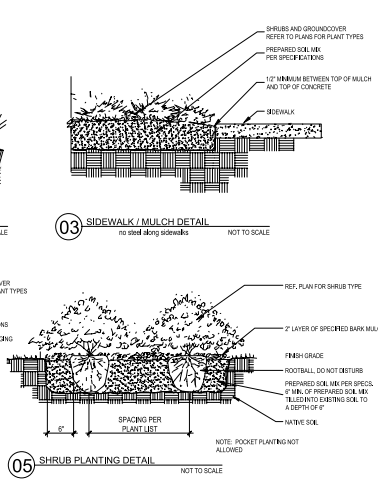 SHRUBS AND GROUNDCOVER
REFER TO PLANS FOR PLANT TYPES
PREPARED SOIL MIX
PER SPECIFICATIONS
1/2" MINIMUM BETWEEN TOP OF MULCH
AND TOP OF CONCRETE
SIDEWALK
03 SIDEWALK / MULCH DETAIL
no steel along sidewalks
NOT TO SCALE
REF. PLAN FOR SHRUB TYPE
2" LAYER OF SPECIFIED BARK
FINISH GRADE
ROOTBALL, DO NOT DISTURB
PREPARED SOIL MIX PER SPECS.
6" MIN. OF PREPARED SOIL MIX
TILLED INTO EXISTING SOIL TO
A DEPTH OF 6"
NATIVE SOIL
6"
SPACING PER
PLANT LIST
NOTE: POCKET PLANTING NOT
ALLOWED
05 SHRUB PLANTING DETAIL
NOT TO SCALE